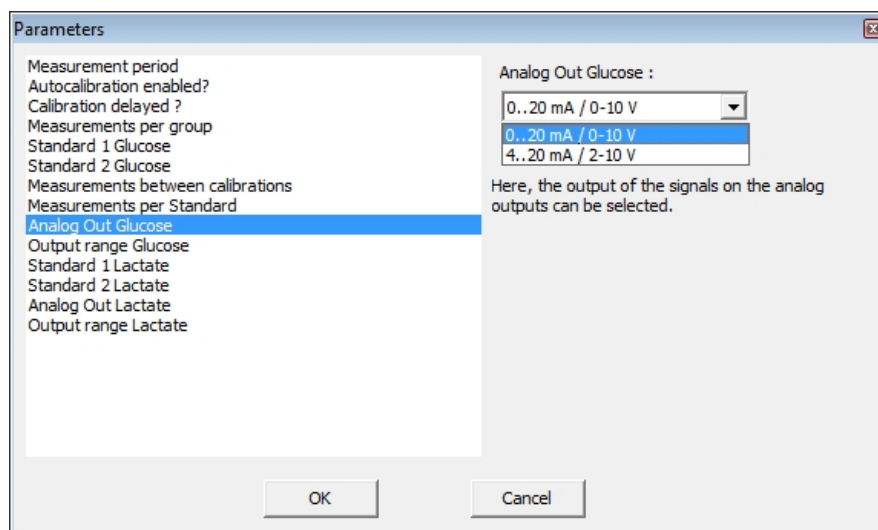 Parameters
Measurement period
Autocalibration enabled?
Calibration delayed ?
Measurements per group
Standard 1 Glucose
Standard 2 Glucose
Measurements between calibrations
Measurements per Standard
Analog Out Glucose
Output range Glucose
Standard 1 Lactate
Standard 2 Lactate
Analog Out Lactate
Output range Lactate
Analog Out Glucose :
0..20 mA / 0-10 V
0..20 mA / 0-10 V
4..20 mA / 2-10 V
Here, the output of the signals on the analog
outputs can be selected.
OK
Cancel